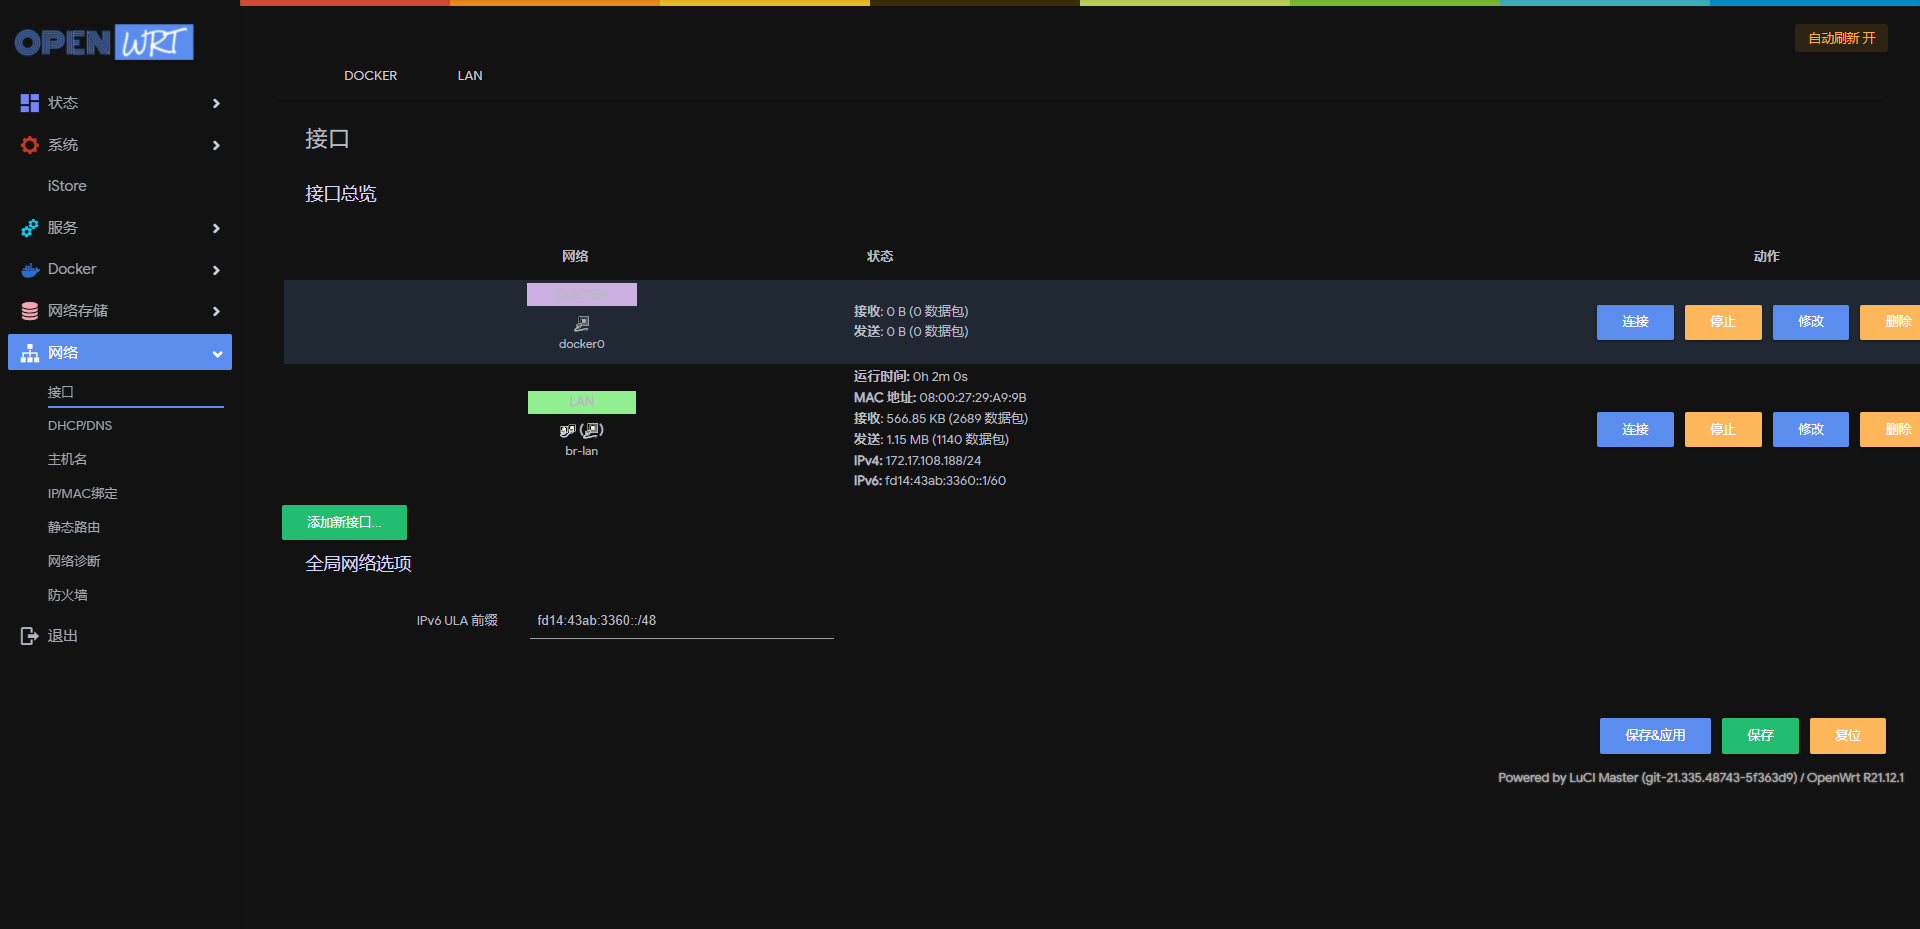 OPENWRT
自动刷新 开
DOCKER LAN
状态
系统
iStore
服务
Docker
网络存储
网络
接口
DHCP/DNS
主机名
IP/MAC绑定
静态路由
网络诊断
防火墙
退出
接口
接口总览
网络 状态 动作
docker0
接收: 0 B (0 数据包)
发送: 0 B (0 数据包)
连接 停止 修改 删除
LAN
br-lan
运行时间: 0h 2m 0s
MAC 地址: 08:00:27:29:A9:9B
接收: 566.85 KB (2689 数据包)
发送: 1.15 MB (1140 数据包)
IPv4: 172.17.108.188/24
IPv6: fd14:43ab:3360::1/60
连接 停止 修改 删除
添加新接口...
全局网络选项
IPv6 ULA 前缀 fd14:43ab:3360::/48
保存&应用 保存 复位
Powered by LuCI Master (git-21.335.48743-5f363d9) / OpenWrt R21.12.1